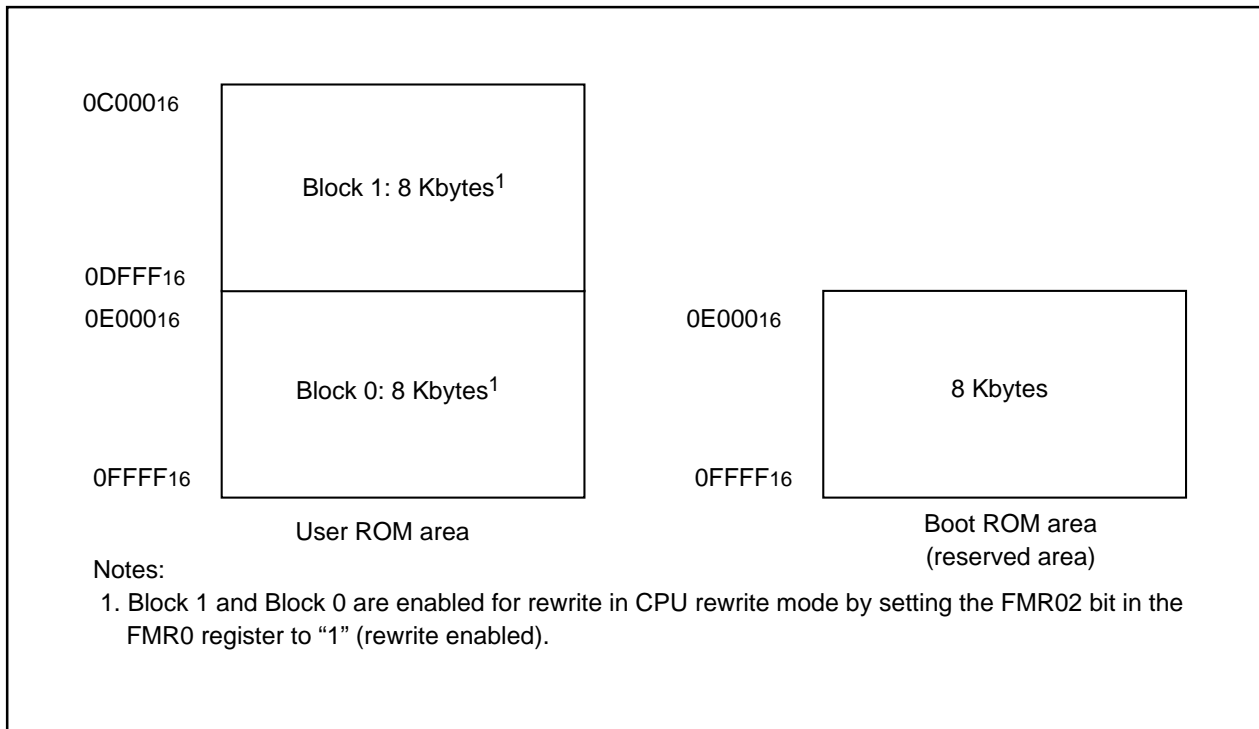 0C00016
Block 1: 8 Kbytes1
0DFFF16
0E00016
Block 0: 8 Kbytes1
0FFFF16
User ROM area
0E00016
8 Kbytes
0FFFF16
Boot ROM area
(reserved area)
Notes:
1. Block 1 and Block 0 are enabled for rewrite in CPU rewrite mode by setting the FMR02 bit in the
FMR0 register to “1” (rewrite enabled).